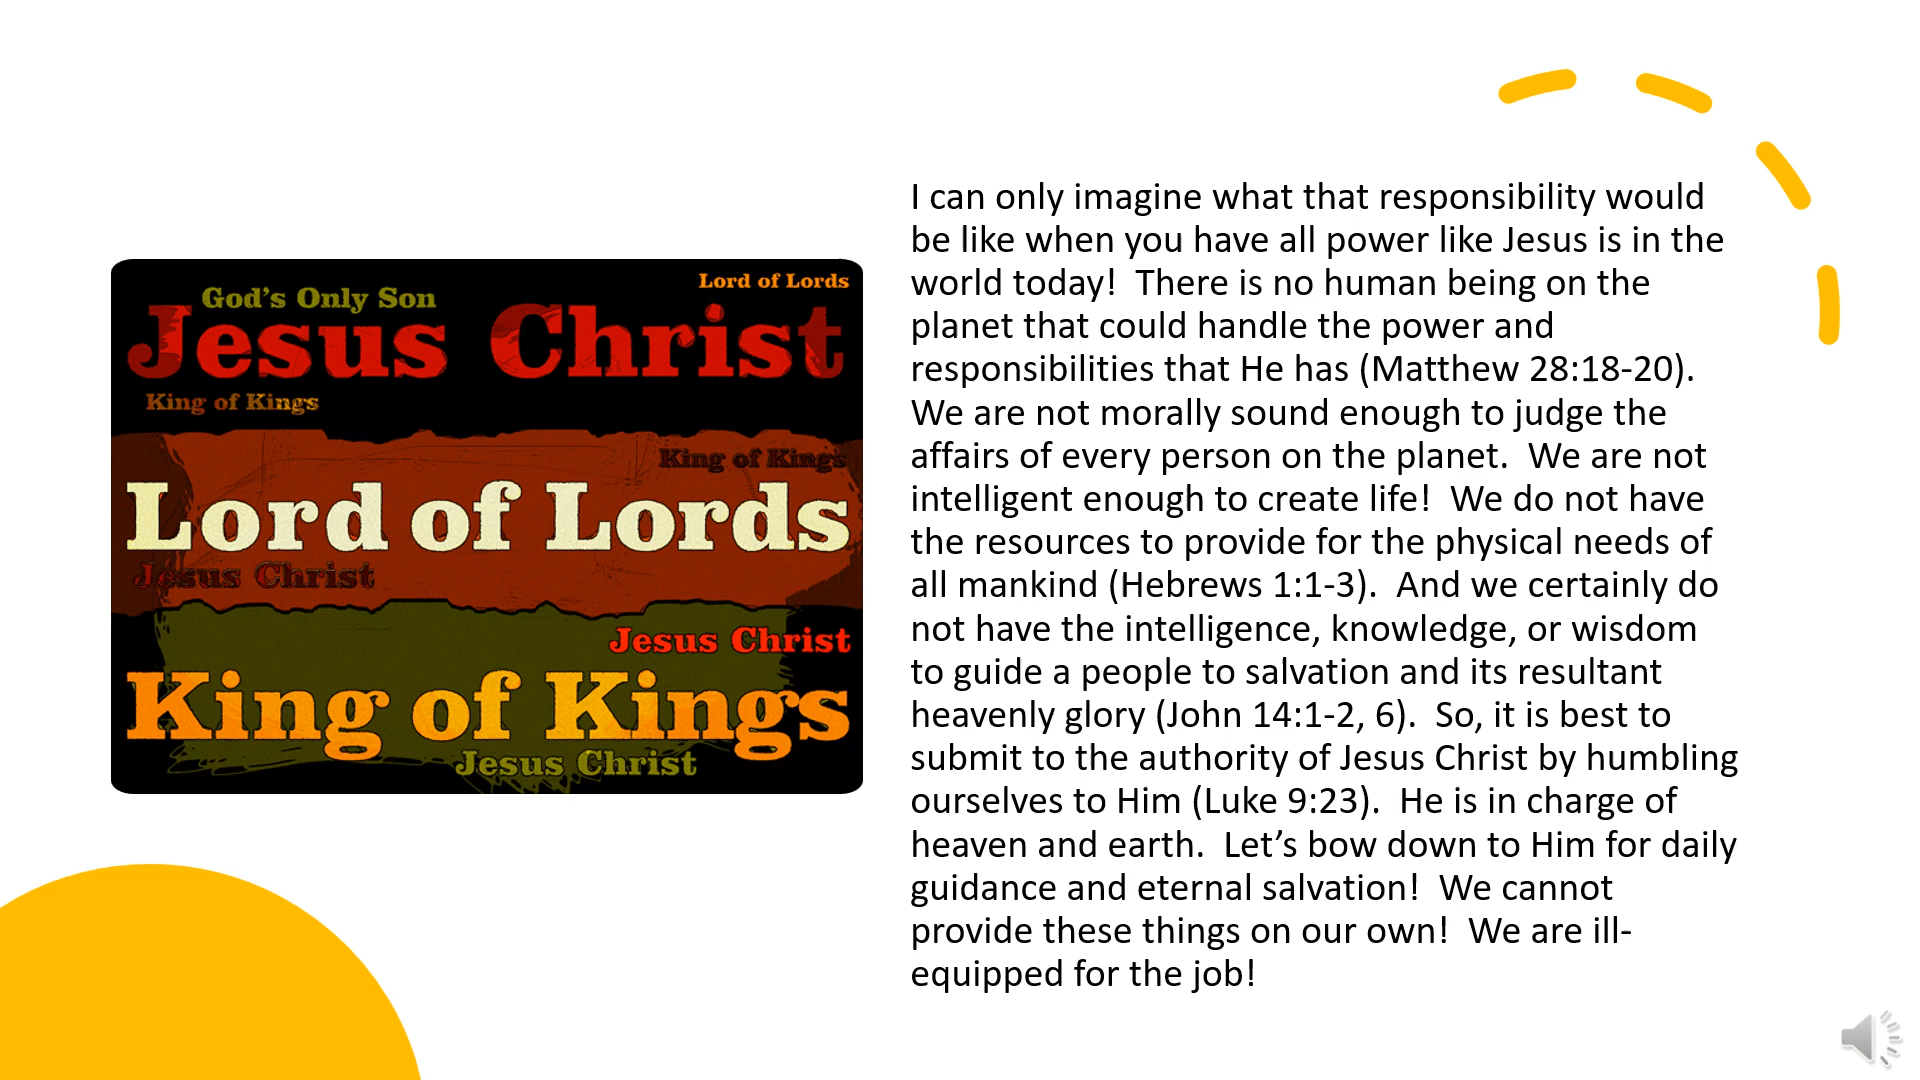 God's Only Son
Lord of Lords
Jesus Christ
King of Kings
King of Kings
Lord of Lords
Jesus Christ
Jesus Christ
King of Kings
Jesus Christ
I can only imagine what that responsibility would
be like when you have all power like Jesus is in the
world today!  There is no human being on the
planet that could handle the power and
responsibilities that He has (Matthew 28:18-20).
We are not morally sound enough to judge the
affairs of every person on the planet.  We are not
intelligent enough to create life!  We do not have
the resources to provide for the physical needs of
all mankind (Hebrews 1:1-3).  And we certainly do
not have the intelligence, knowledge, or wisdom
to guide a people to salvation and its resultant
heavenly glory (John 14:1-2, 6).  So, it is best to
submit to the authority of Jesus Christ by humbling
ourselves to Him (Luke 9:23).  He is in charge of
heaven and earth.  Let’s bow down to Him for daily
guidance and eternal salvation!  We cannot
provide these things on our own!  We are ill-
equipped for the job!